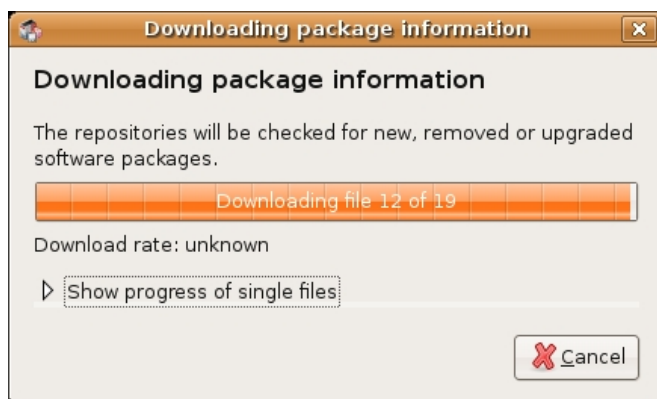 Downloading package information
Downloading package information
The repositories will be checked for new, removed or upgraded
software packages.
Downloading file 12 of 19
Download rate: unknown
Show progress of single files
Cancel